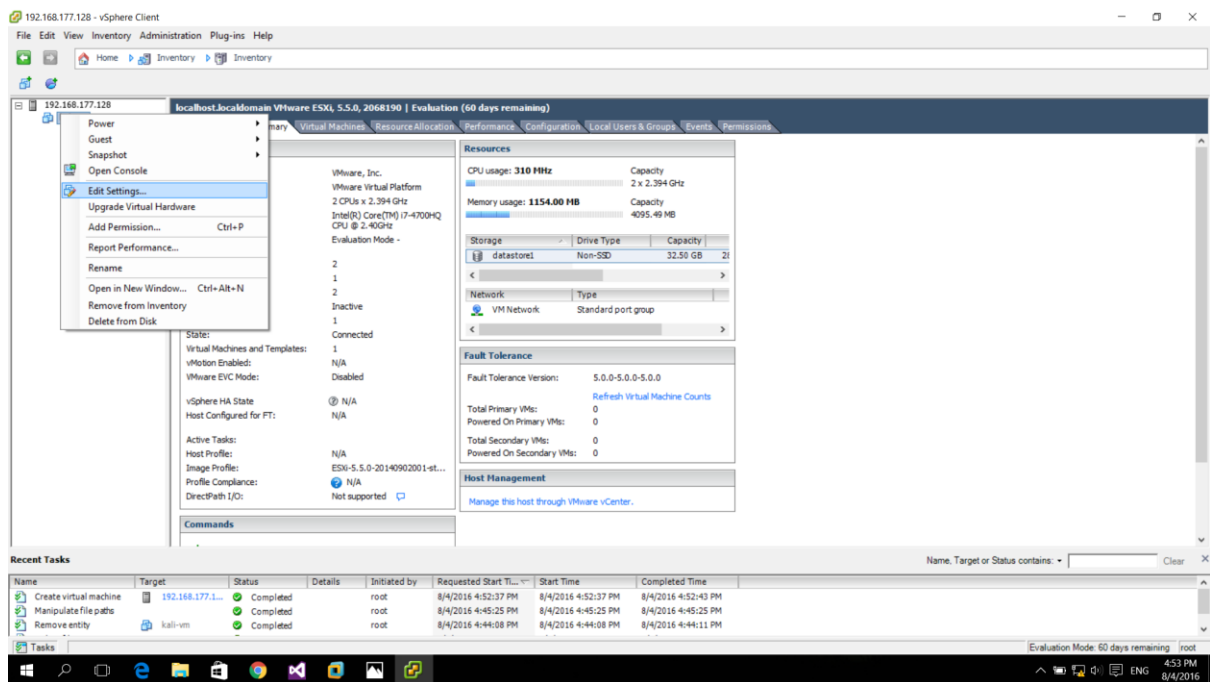 192.168.177.128 - vSphere Client
File Edit View Inventory Administration Plug-ins Help
Home Inventory Inventory
192.168.177.128
localhost.localdomain VMware ESXi, 5.5.0, 2068190 | Evaluation (60 days remaining)
mary Virtual Machines Resource Allocation Performance Configuration Local Users & Groups Events Permissions
Power
Guest
Snapshot
Open Console
Edit Settings...
Upgrade Virtual Hardware
Add Permission... Ctrl+P
Report Performance...
Rename
Open in New Window... Ctrl+Alt+N
Remove from Inventory
Delete from Disk
VMware, Inc.
VMware Virtual Platform
2 CPUs x 2.394 GHz
Intel(R) Core(TM) i7-4700HQ
CPU @ 2.40GHz
Evaluation Mode -
2
1
2
Inactive
1
State: Connected
Virtual Machines and Templates: 1
vMotion Enabled: N/A
VMware EVC Mode: Disabled
vSphere HA State N/A
Host Configured for FT: N/A
Active Tasks:
Host Profile: N/A
Image Profile: ESXi-5.5.0-20140902001-st...
Profile Compliance: N/A
DirectPath I/O: Not supported
Commands
Resources
CPU usage: 310 MHz Capacity
2 x 2.394 GHz
Memory usage: 1154.00 MB Capacity
4095.49 MB
Storage Drive Type Capacity
datastore1 Non-SSD 32.50 GB
Network Type
VM Network Standard port group
Fault Tolerance
Fault Tolerance Version: 5.0.0-5.0.0-5.0.0
Refresh Virtual Machine Counts
Total Primary VMs: 0
Powered On Primary VMs: 0
Total Secondary VMs: 0
Powered On Secondary VMs: 0
Host Management
Manage this host through VMware vCenter.
Recent Tasks Name, Target or Status contains: Clear
Name Target Status Details Initiated by Requested Start Ti... Start Time Completed Time
Create virtual machine 192.168.177.1... Completed root 8/4/2016 4:52:37 PM 8/4/2016 4:52:37 PM 8/4/2016 4:52:43 PM
Manipulate file paths Completed root 8/4/2016 4:45:25 PM 8/4/2016 4:45:25 PM 8/4/2016 4:45:25 PM
Remove entity kali-vm Completed root 8/4/2016 4:44:08 PM 8/4/2016 4:44:08 PM 8/4/2016 4:44:11 PM
Tasks Evaluation Mode: 60 days remaining root
ENG 4:53 PM
8/4/2016